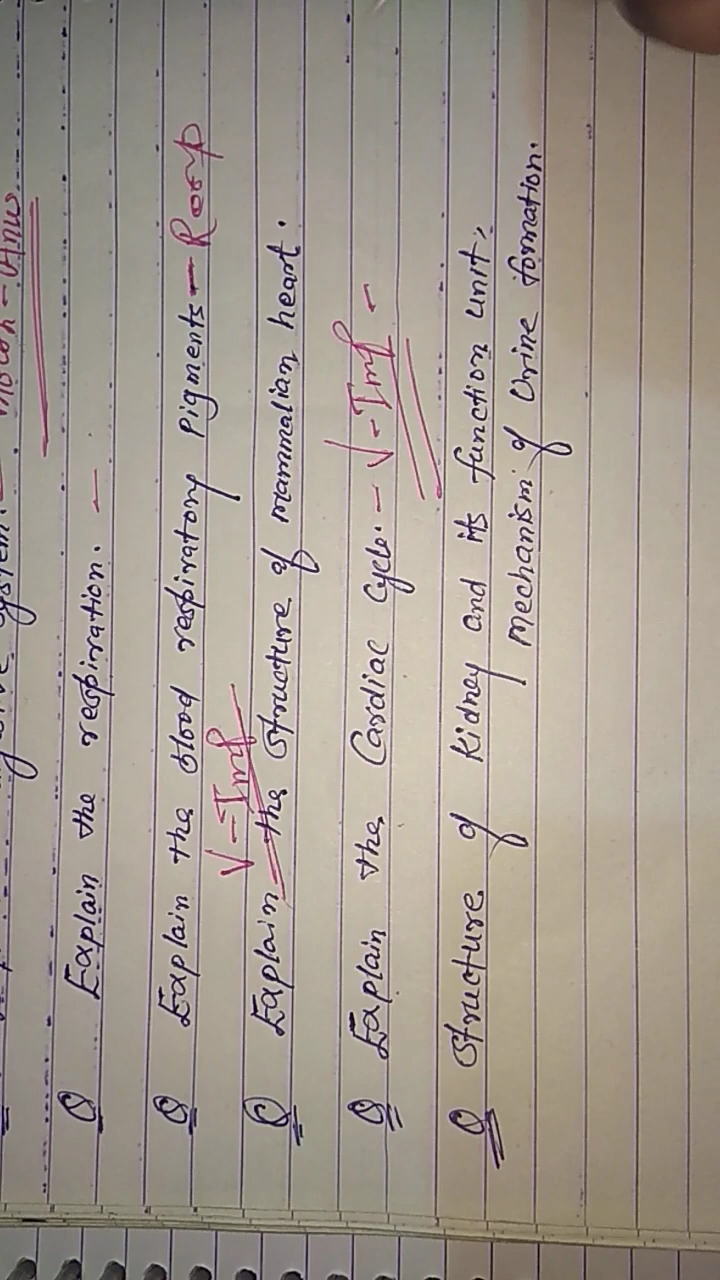 Q Explain the respiration. -
Q Explain the blood respiratory Pigments -
V-Imp
Q Explain the Structure of mammalian heart.
Q Explain the Cardiac Cycle. - V-Imp -
Q Structure of Kidney and its function unit,
mechanism of Urine formation.